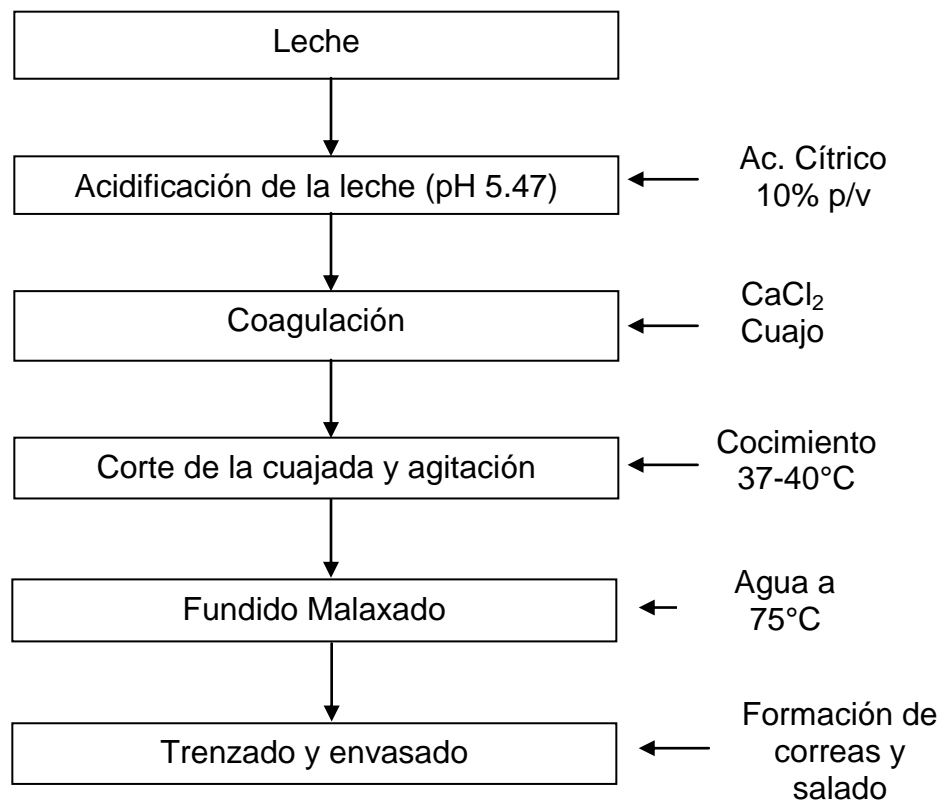 Leche
Acidificación de la leche (pH 5.47)
Ac. Cítrico
10% p/v
Coagulación
CaCl₂
Cuajo
Corte de la cuajada y agitación
Cocimiento
37-40°C
Fundido Malaxado
Agua a
75°C
Trenzado y envasado
Formación de
correas y
salado